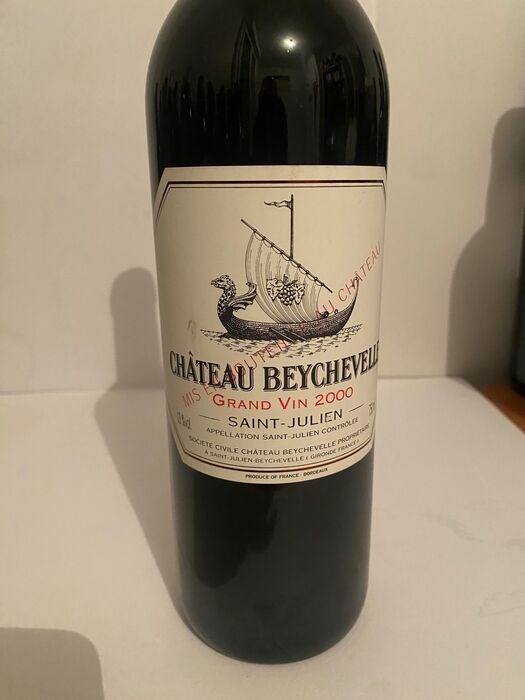 MIS EN BOUTEILLE AU CHÂTEAU
CHÂTEAU BEYCHEVELLE
GRAND VIN 2000
SAINT-JULIEN
APPELLATION SAINT-JULIEN CONTRÔLÉE
SOCIÉTÉ CIVILE CHÂTEAU BEYCHEVELLE PROPRIETAIRE
À SAINT-JULIEN-BEYCHEVELLE ( GIRONDE FRANCE )
PRODUCE OF FRANCE - BORDEAUX